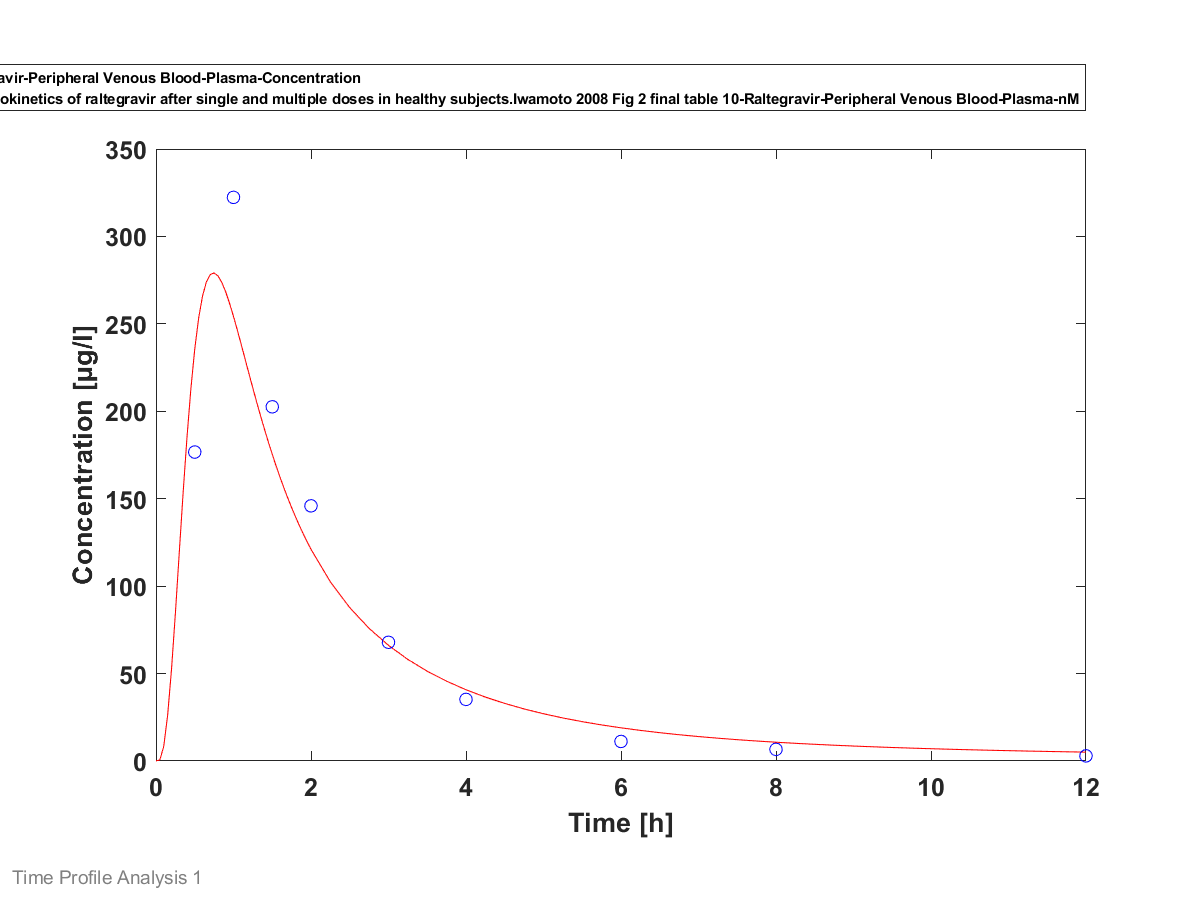 avir-Peripheral Venous Blood-Plasma-Concentration
okinetics of raltegravir after single and multiple doses in healthy subjects.Iwamoto 2008 Fig 2 final table 10-Raltegravir-Peripheral Venous Blood-Plasma-nM
350
300
250
200
150
100
50
0
Concentration [µg/l]
0 2 4 6 8 10 12
Time [h]
Time Profile Analysis 1